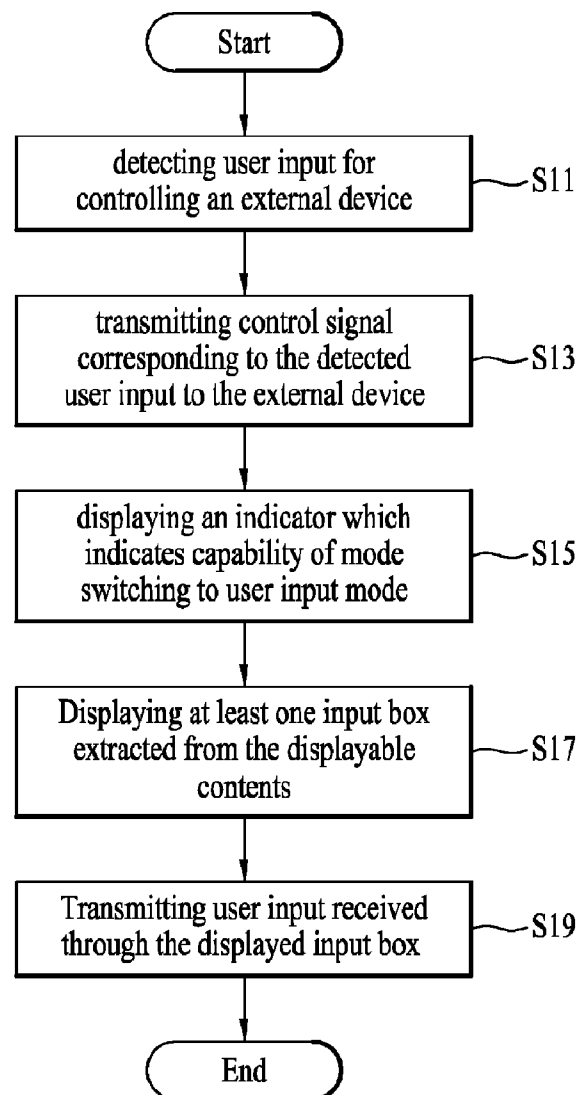 Start
detecting user input for
controlling an external device
S11
transmitting control signal
corresponding to the detected
user input to the external device
S13
displaying an indicator which
indicates capability of mode
switching to user input mode
S15
Displaying at least one input box
extracted from the displayable
contents
S17
Transmitting user input received
through the displayed input box
S19
End